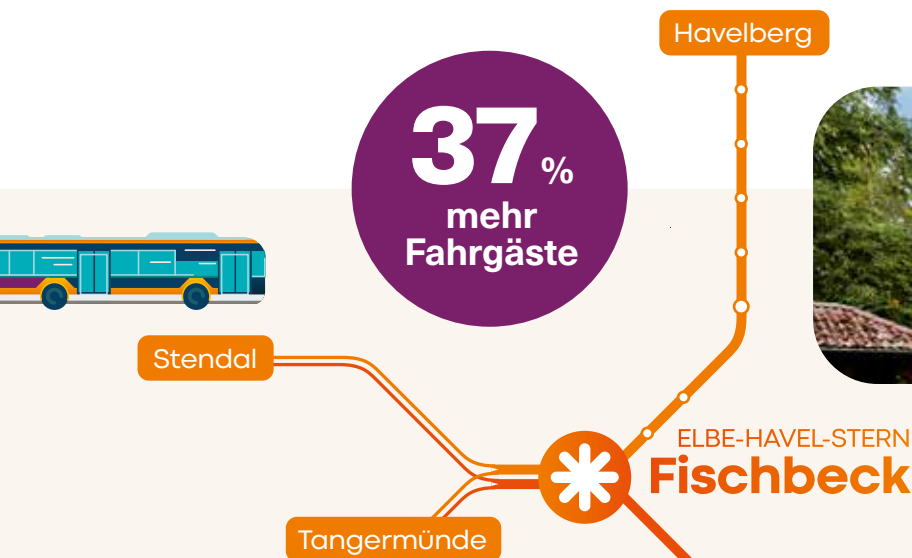 Havelberg
37%
mehr
Fahrgäste
Stendal
ELBE-HAVEL-STERN
Fischbeck
Tangermünde